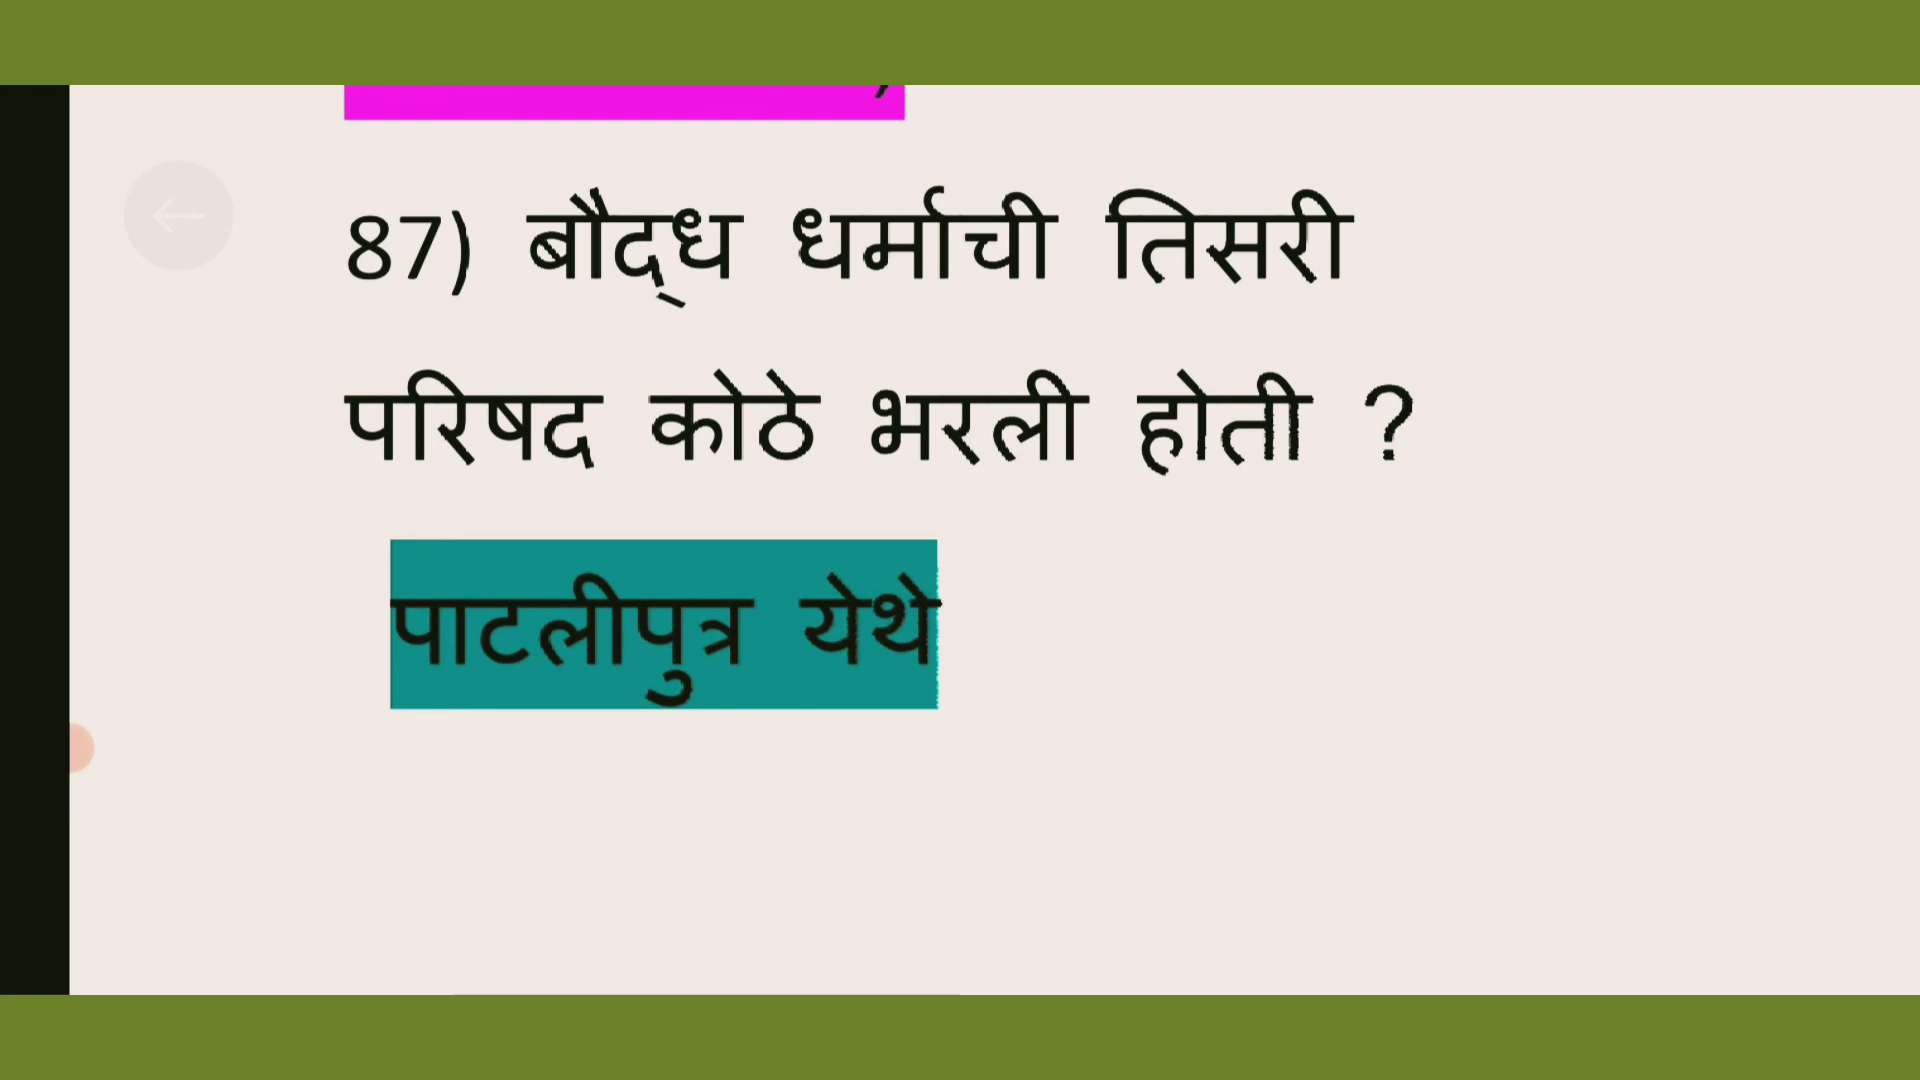 87) बौद्ध धर्माची तिसरी
परिषद कोठे भरली होती ?
पाटलीपुत्र येथे